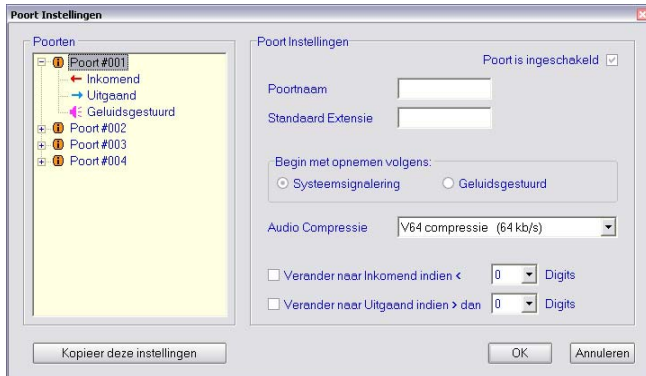 Poort Instellingen
Poorten
Poort #001
Inkomend
Uitgaand
Geluidsgestuurd
Poort #002
Poort #003
Poort #004
Kopieer deze instellingen
Poort Instellingen
Poort is ingeschakeld
Poortnaam
Standaard Extensie
Begin met opnemen volgens:
Systeemsignalering Geluidsgestuurd
Audio Compressie V64 compressie (64 kb/s)
Verander naar Inkomend indien < 0 Digits
Verander naar Uitgaand indien > dan 0 Digits
OK Annuleren